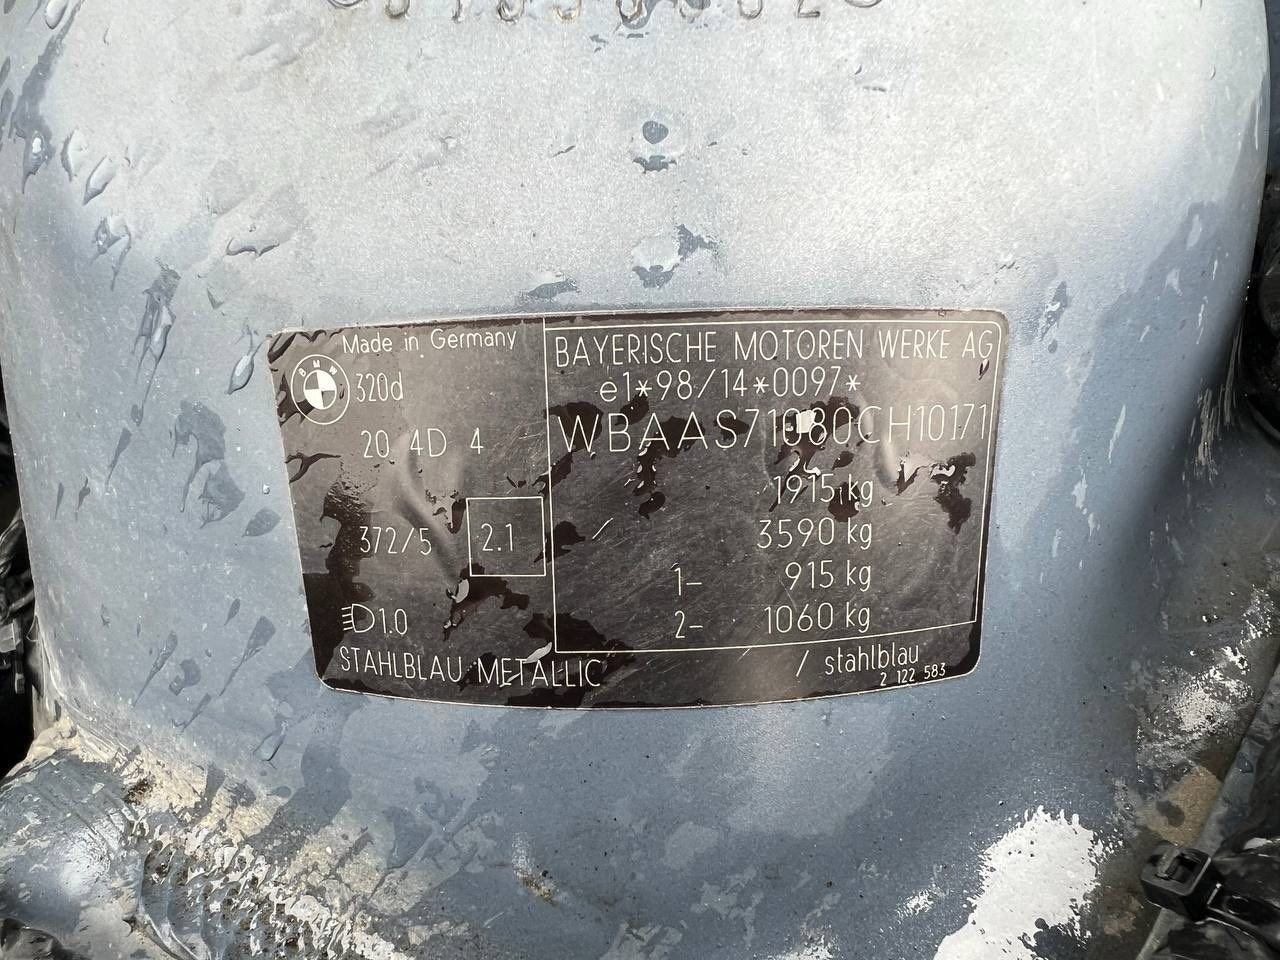 Made in Germany
BMW
320d
20 4D 4
372/5 2.1
1.0
STAHLBLAU METALLIC
BAYERISCHE MOTOREN WERKE AG
e1*98/14*0097*
WBAAS71080CH10171
1915 kg
/ 3590 kg
1- 915 kg
2- 1060 kg
/ stahlblau
2 122 583